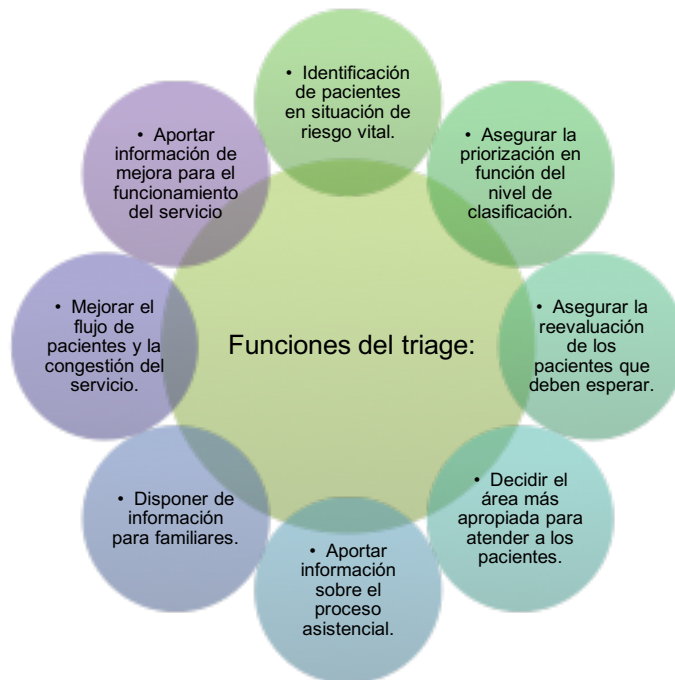 Funciones del triage:
• Identificación
de pacientes
en situación de
riesgo vital.
• Asegurar la
priorización en
función del
nivel de
clasificación.
• Asegurar la
reevaluación
de los
pacientes que
deben esperar.
• Decidir el
área más
apropiada para
atender a los
pacientes.
• Aportar
información
sobre el
proceso
asistencial.
• Disponer de
información
para familiares.
• Mejorar el
flujo de
pacientes y la
congestión del
servicio.
• Aportar
información de
mejora para el
funcionamiento
del servicio